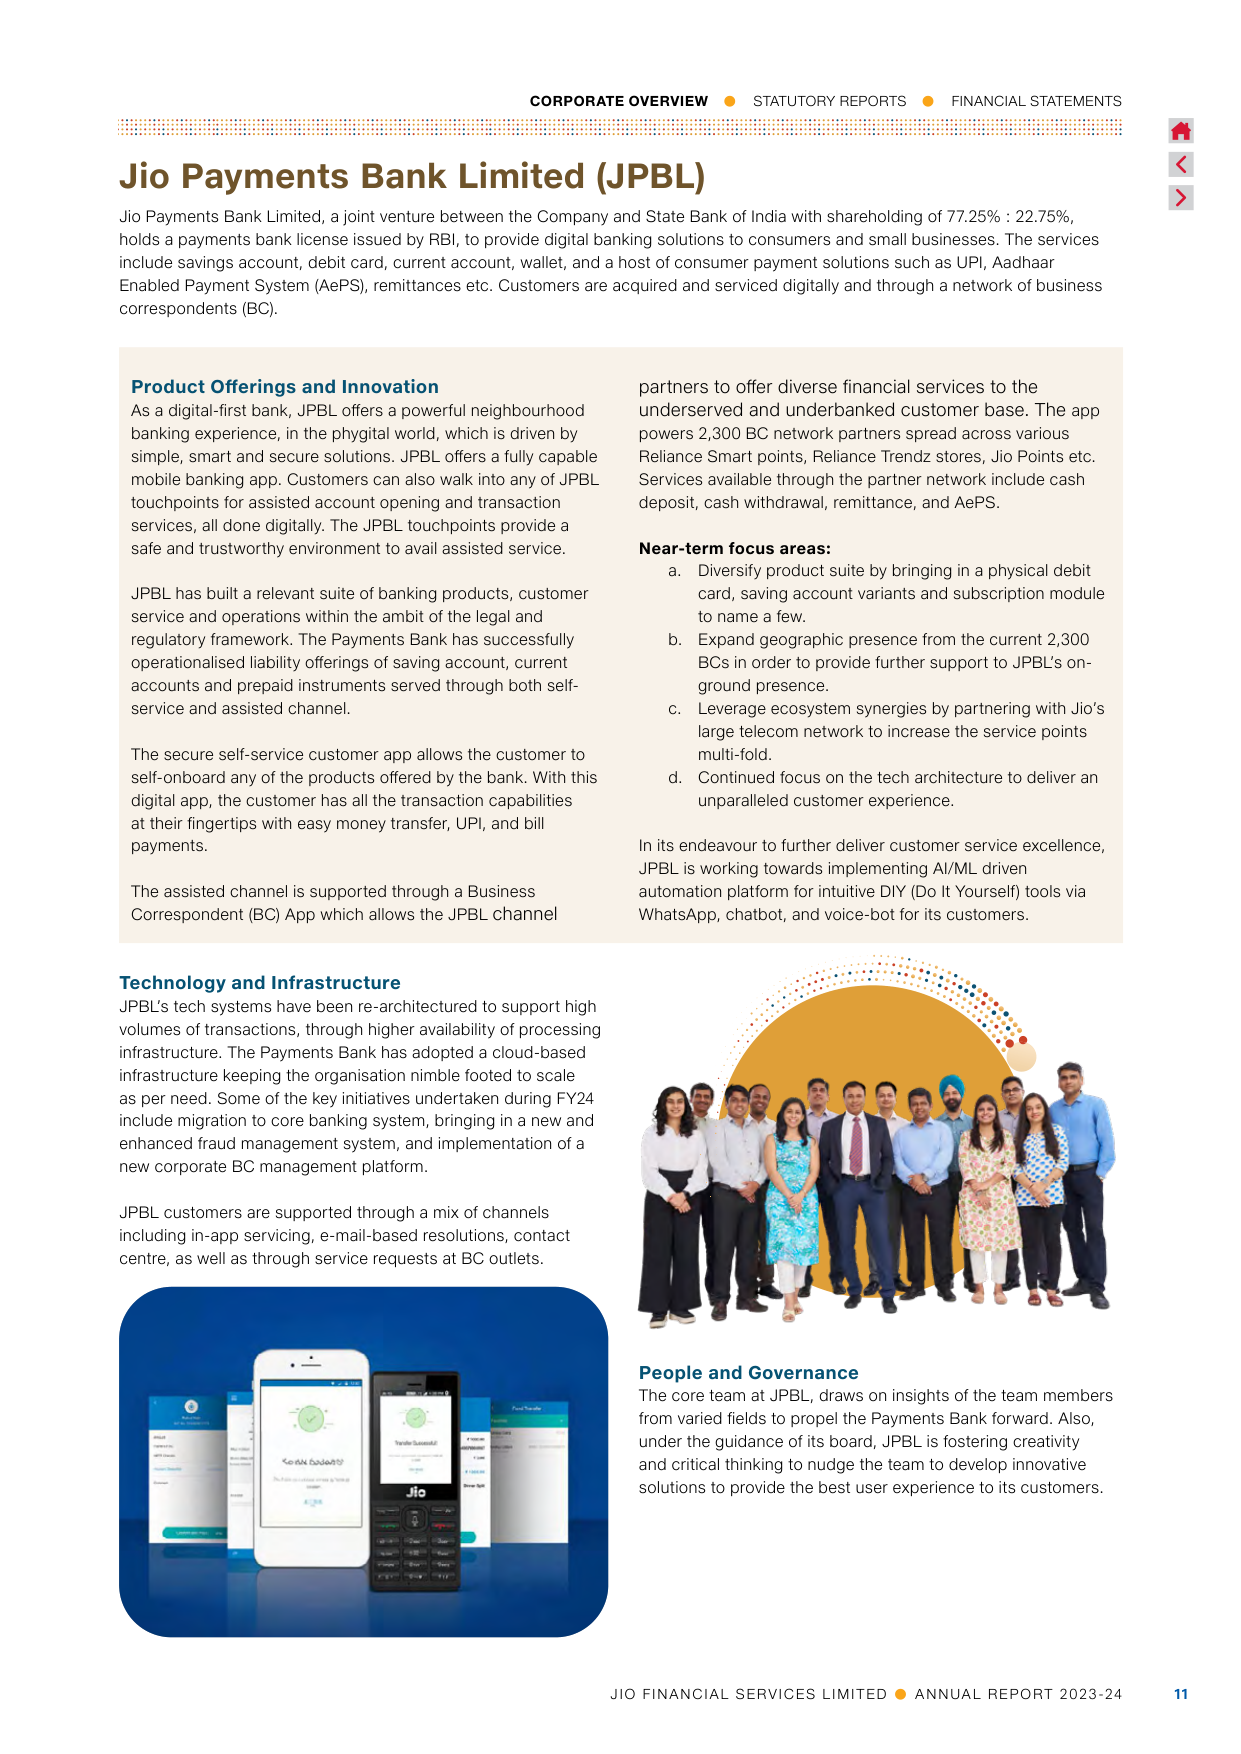 CORPORATE OVERVIEW ● STATUTORY REPORTS ● FINANCIAL STATEMENTS
Jio Payments Bank Limited (JPBL)
Jio Payments Bank Limited, a joint venture between the Company and State Bank of India with shareholding of 77.25% : 22.75%,
holds a payments bank license issued by RBI, to provide digital banking solutions to consumers and small businesses. The services
include savings account, debit card, current account, wallet, and a host of consumer payment solutions such as UPI, Aadhaar
Enabled Payment System (AePS), remittances etc. Customers are acquired and serviced digitally and through a network of business
correspondents (BC).
Product Offerings and Innovation
As a digital-first bank, JPBL offers a powerful neighbourhood
banking experience, in the phygital world, which is driven by
simple, smart and secure solutions. JPBL offers a fully capable
mobile banking app. Customers can also walk into any of JPBL
touchpoints for assisted account opening and transaction
services, all done digitally. The JPBL touchpoints provide a
safe and trustworthy environment to avail assisted service.
JPBL has built a relevant suite of banking products, customer
service and operations within the ambit of the legal and
regulatory framework. The Payments Bank has successfully
operationalised liability offerings of saving account, current
accounts and prepaid instruments served through both self-
service and assisted channel.
The secure self-service customer app allows the customer to
self-onboard any of the products offered by the bank. With this
digital app, the customer has all the transaction capabilities
at their fingertips with easy money transfer, UPI, and bill
payments.
The assisted channel is supported through a Business
Correspondent (BC) App which allows the JPBL channel
partners to offer diverse financial services to the
underserved and underbanked customer base. The app
powers 2,300 BC network partners spread across various
Reliance Smart points, Reliance Trendz stores, Jio Points etc.
Services available through the partner network include cash
deposit, cash withdrawal, remittance, and AePS.
Near-term focus areas:
a. Diversify product suite by bringing in a physical debit
card, saving account variants and subscription module
to name a few.
b. Expand geographic presence from the current 2,300
BCs in order to provide further support to JPBL's on-
ground presence.
c. Leverage ecosystem synergies by partnering with Jio's
large telecom network to increase the service points
multi-fold.
d. Continued focus on the tech architecture to deliver an
unparalleled customer experience.
In its endeavour to further deliver customer service excellence,
JPBL is working towards implementing AI/ML driven
automation platform for intuitive DIY (Do It Yourself) tools via
WhatsApp, chatbot, and voice-bot for its customers.
Technology and Infrastructure
JPBL's tech systems have been re-architectured to support high
volumes of transactions, through higher availability of processing
infrastructure. The Payments Bank has adopted a cloud-based
infrastructure keeping the organisation nimble footed to scale
as per need. Some of the key initiatives undertaken during FY24
include migration to core banking system, bringing in a new and
enhanced fraud management system, and implementation of a
new corporate BC management platform.
JPBL customers are supported through a mix of channels
including in-app servicing, e-mail-based resolutions, contact
centre, as well as through service requests at BC outlets.
Transfer Successful!
Jio
People and Governance
The core team at JPBL, draws on insights of the team members
from varied fields to propel the Payments Bank forward. Also,
under the guidance of its board, JPBL is fostering creativity
and critical thinking to nudge the team to develop innovative
solutions to provide the best user experience to its customers.
JIO FINANCIAL SERVICES LIMITED ● ANNUAL REPORT 2023-24 11